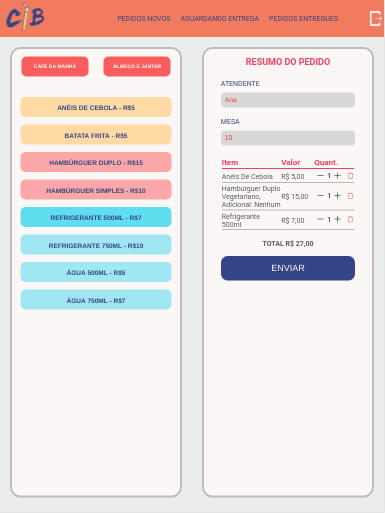 CiB
PEDIDOS NOVOS AGUARDANDO ENTREGA PEDIDOS ENTREGUES
CAFÉ DA MANHÃ ALMOÇO E JANTAR
ANÉIS DE CEBOLA - R$5
BATATA FRITA - R$5
HAMBÚRGUER DUPLO - R$15
HAMBÚRGUER SIMPLES - R$10
REFRIGERANTE 500ML - R$7
REFRIGERANTE 750ML - R$10
ÁGUA 500ML - R$5
ÁGUA 750ML - R$7
RESUMO DO PEDIDO
ATENDENTE
Ana
MESA
10
Item Valor Quant.
Anéis De Cebola R$ 5,00 — 1 +
Hambúrguer Duplo
Vegetariano, R$ 15,00 — 1 +
Adicional: Nenhum
Refrigerante R$ 7,00 — 1 +
500ml
TOTAL R$ 27,00
ENVIAR